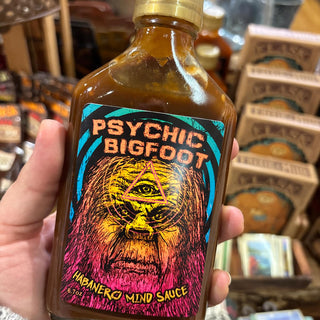 PSYCHIC
BIGFOOT
HABANERO MIND SAUCE